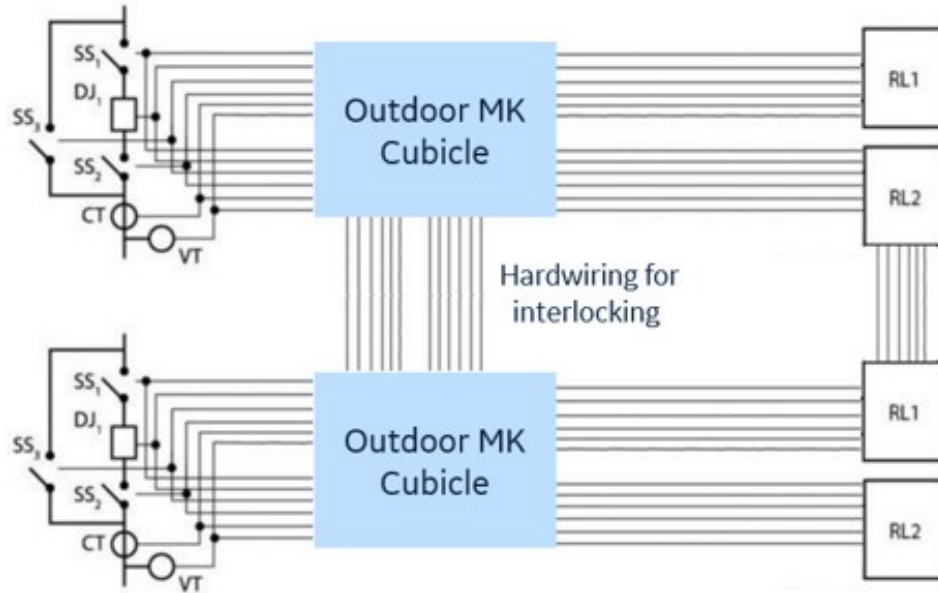 SS₁
DJ₁
SS₃
SS₂
CT
VT
Outdoor MK
Cubicle
RL1
RL2
Hardwiring for
interlocking
SS₁
DJ₁
SS₃
SS₂
CT
VT
Outdoor MK
Cubicle
RL1
RL2